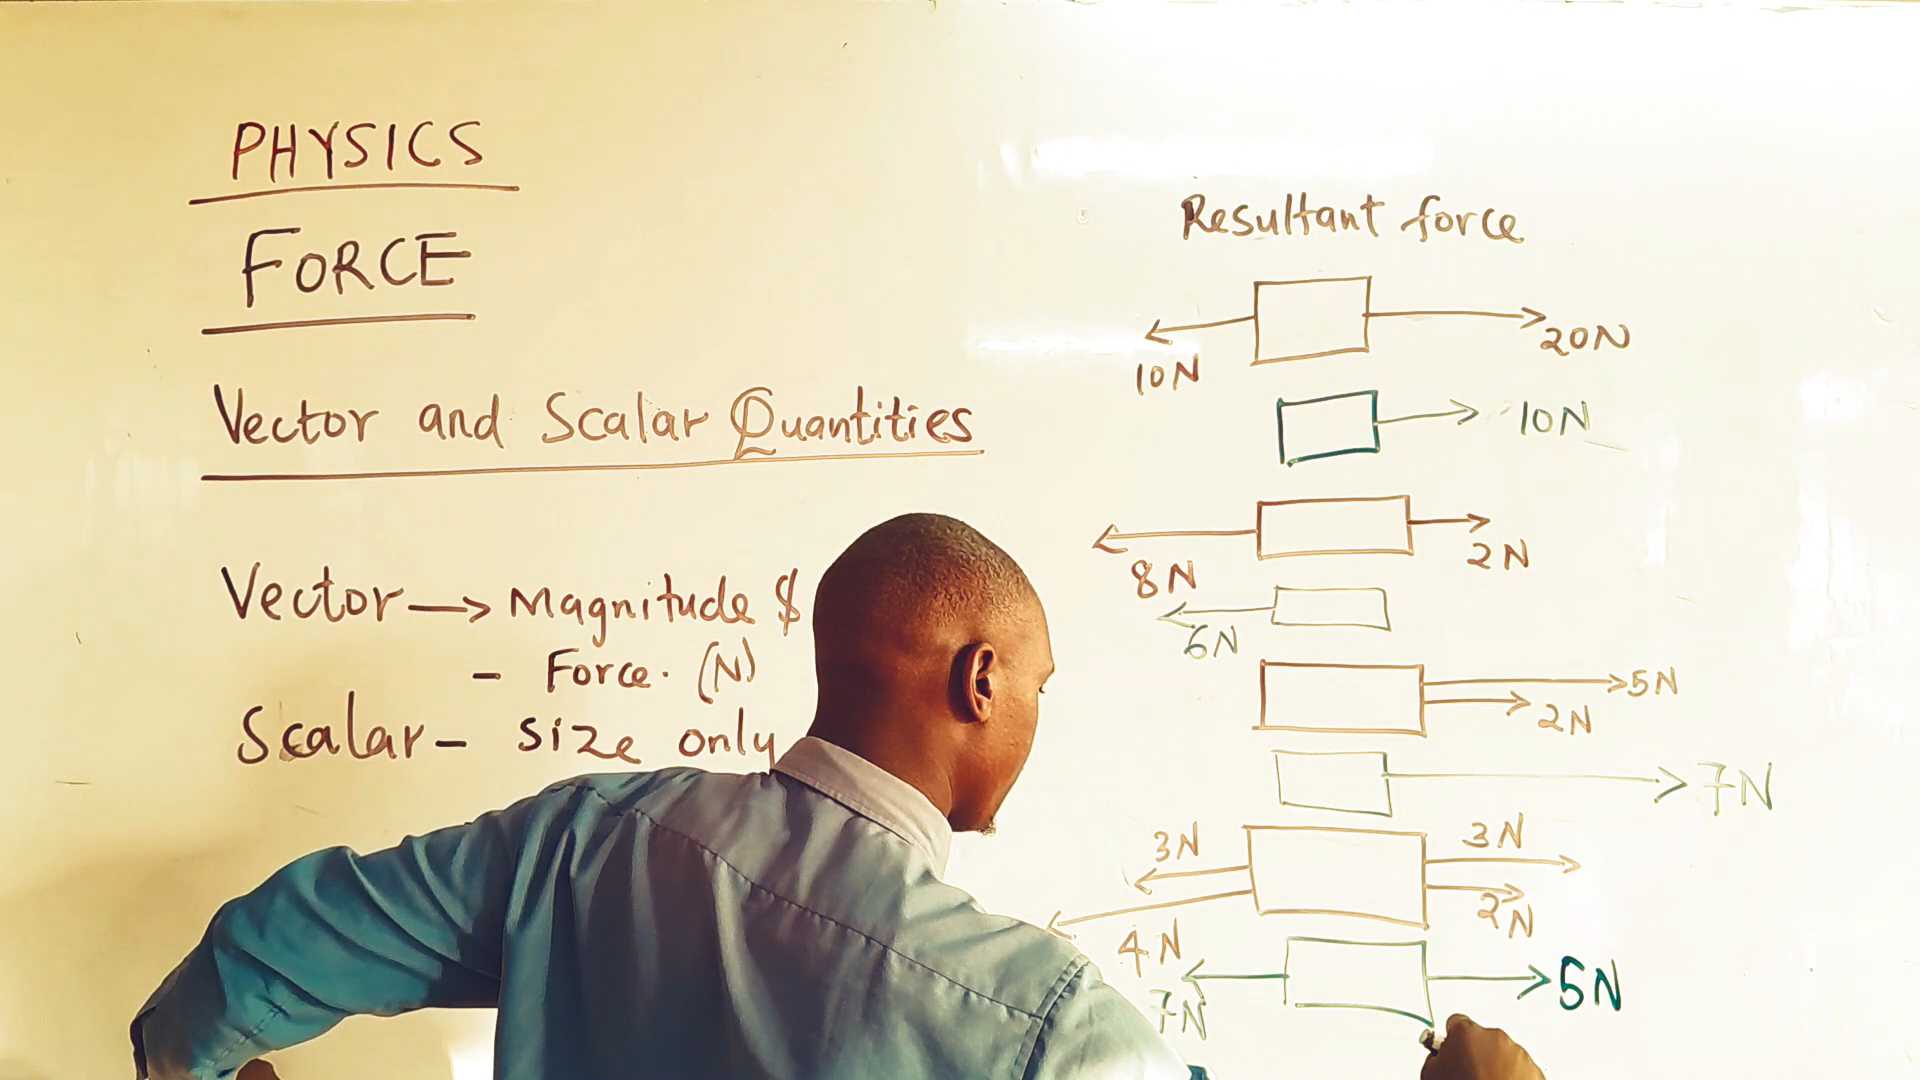 PHYSICS
FORCE
Vector and Scalar Quantities
Vector → Magnitude $
- Force. (N)
Scalar - size only
Resultant force
10N 20N
10N
8N 2N
6N
5N
2N
7N
3N 3N
4N 2N
7N 5N